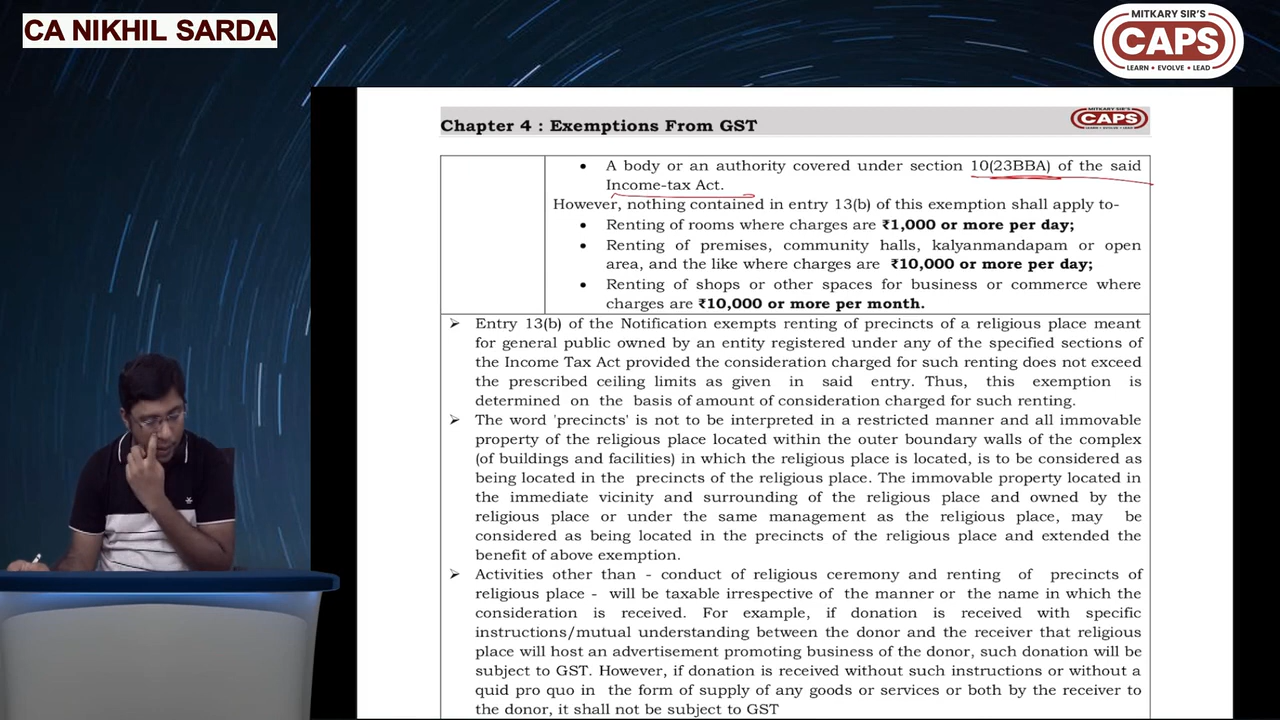 CA NIKHIL SARDA
MITKARY SIR'S
CAPS
LEARN • EVOLVE • LEAD
Chapter 4 : Exemptions From GST
MITKARY SIR'S
CAPS
LEARN • EVOLVE • LEAD
• A body or an authority covered under section 10(23BBA) of the said
Income-tax Act.
However, nothing contained in entry 13(b) of this exemption shall apply to-
• Renting of rooms where charges are ₹1,000 or more per day;
• Renting of premises, community halls, kalyanmandapam or open
area, and the like where charges are ₹10,000 or more per day;
• Renting of shops or other spaces for business or commerce where
charges are ₹10,000 or more per month.
➢ Entry 13(b) of the Notification exempts renting of precincts of a religious place meant
for general public owned by an entity registered under any of the specified sections of
the Income Tax Act provided the consideration charged for such renting does not exceed
the prescribed ceiling limits as given in said entry. Thus, this exemption is
determined on the basis of amount of consideration charged for such renting.
➢ The word 'precincts' is not to be interpreted in a restricted manner and all immovable
property of the religious place located within the outer boundary walls of the complex
(of buildings and facilities) in which the religious place is located, is to be considered as
being located in the precincts of the religious place. The immovable property located in
the immediate vicinity and surrounding of the religious place and owned by the
religious place or under the same management as the religious place, may be
considered as being located in the precincts of the religious place and extended the
benefit of above exemption.
➢ Activities other than - conduct of religious ceremony and renting of precincts of
religious place - will be taxable irrespective of the manner or the name in which the
consideration is received. For example, if donation is received with specific
instructions/mutual understanding between the donor and the receiver that religious
place will host an advertisement promoting business of the donor, such donation will be
subject to GST. However, if donation is received without such instructions or without a
quid pro quo in the form of supply of any goods or services or both by the receiver to
the donor, it shall not be subject to GST